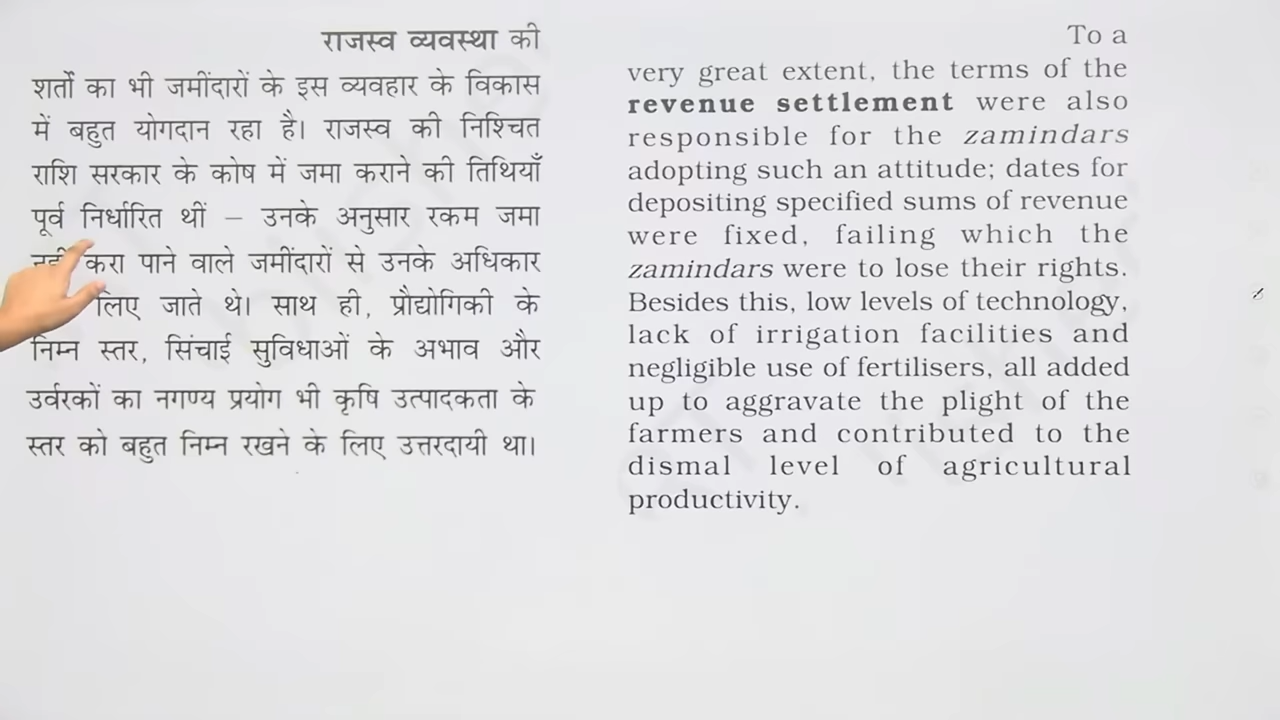 राजस्व व्यवस्था की
शर्तों का भी जमींदारों के इस व्यवहार के विकास
में बहुत योगदान रहा है। राजस्व की निश्चित
राशि सरकार के कोष में जमा कराने की तिथियाँ
पूर्व निर्धारित थीं – उनके अनुसार रकम जमा
करा पाने वाले जमींदारों से उनके अधिकार
लिए जाते थे। साथ ही, प्रौद्योगिकी के
निम्न स्तर, सिंचाई सुविधाओं के अभाव और
उर्वरकों का नगण्य प्रयोग भी कृषि उत्पादकता के
स्तर को बहुत निम्न रखने के लिए उत्तरदायी था।
To a
very great extent, the terms of the
revenue settlement were also
responsible for the zamindars
adopting such an attitude; dates for
depositing specified sums of revenue
were fixed, failing which the
zamindars were to lose their rights.
Besides this, low levels of technology,
lack of irrigation facilities and
negligible use of fertilisers, all added
up to aggravate the plight of the
farmers and contributed to the
dismal level of agricultural
productivity.